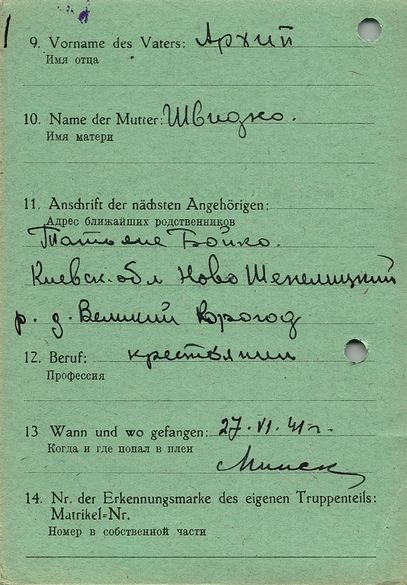 9. Vorname des Vaters: Архип
Имя отца
10. Name der Mutter: Швидко.
Имя матери
11. Anschrift der nächsten Angehörigen:
Адрес ближайших родственников
Татьяне Бойко.
Киевск. обл Ново Шепелицкий
р. д. Великий Корогод
12. Beruf: крестьянин
Профессия
13 Wann und wo gefangen: 27. VI. 41 г.
Когда и где попал в плен
Минск
14. Nr. der Erkennungsmarke des eigenen Truppenteils:
Matrikel-Nr.
Номер в собственной части